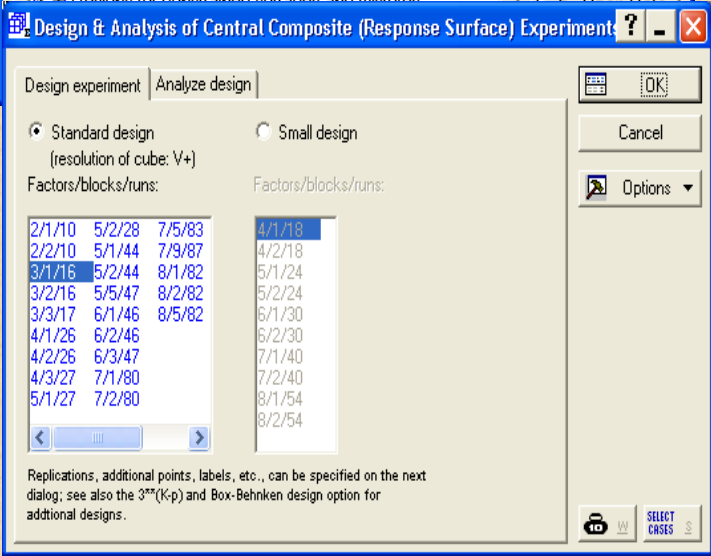 Design & Analysis of Central Composite (Response Surface) Experiments
Design experiment Analyze design
OK
Cancel
Options
Standard design
(resolution of cube: V+)
Factors/blocks/runs:
2/1/10 5/2/28 7/5/83
2/2/10 5/1/44 7/9/87
3/1/16 5/2/44 8/1/82
3/2/16 5/5/47 8/2/82
3/3/17 6/1/46 8/5/82
4/1/26 6/2/46
4/2/26 6/3/47
4/3/27 7/1/80
5/1/27 7/2/80
Small design
Factors/blocks/runs:
4/1/18
4/2/18
5/1/24
5/2/24
6/1/30
6/2/30
7/1/40
7/2/40
8/1/54
8/2/54
Replications, additional points, labels, etc., can be specified on the next
dialog; see also the 3**(K-p) and Box-Behnken design option for
addtional designs.
W
SELECT
CASES S